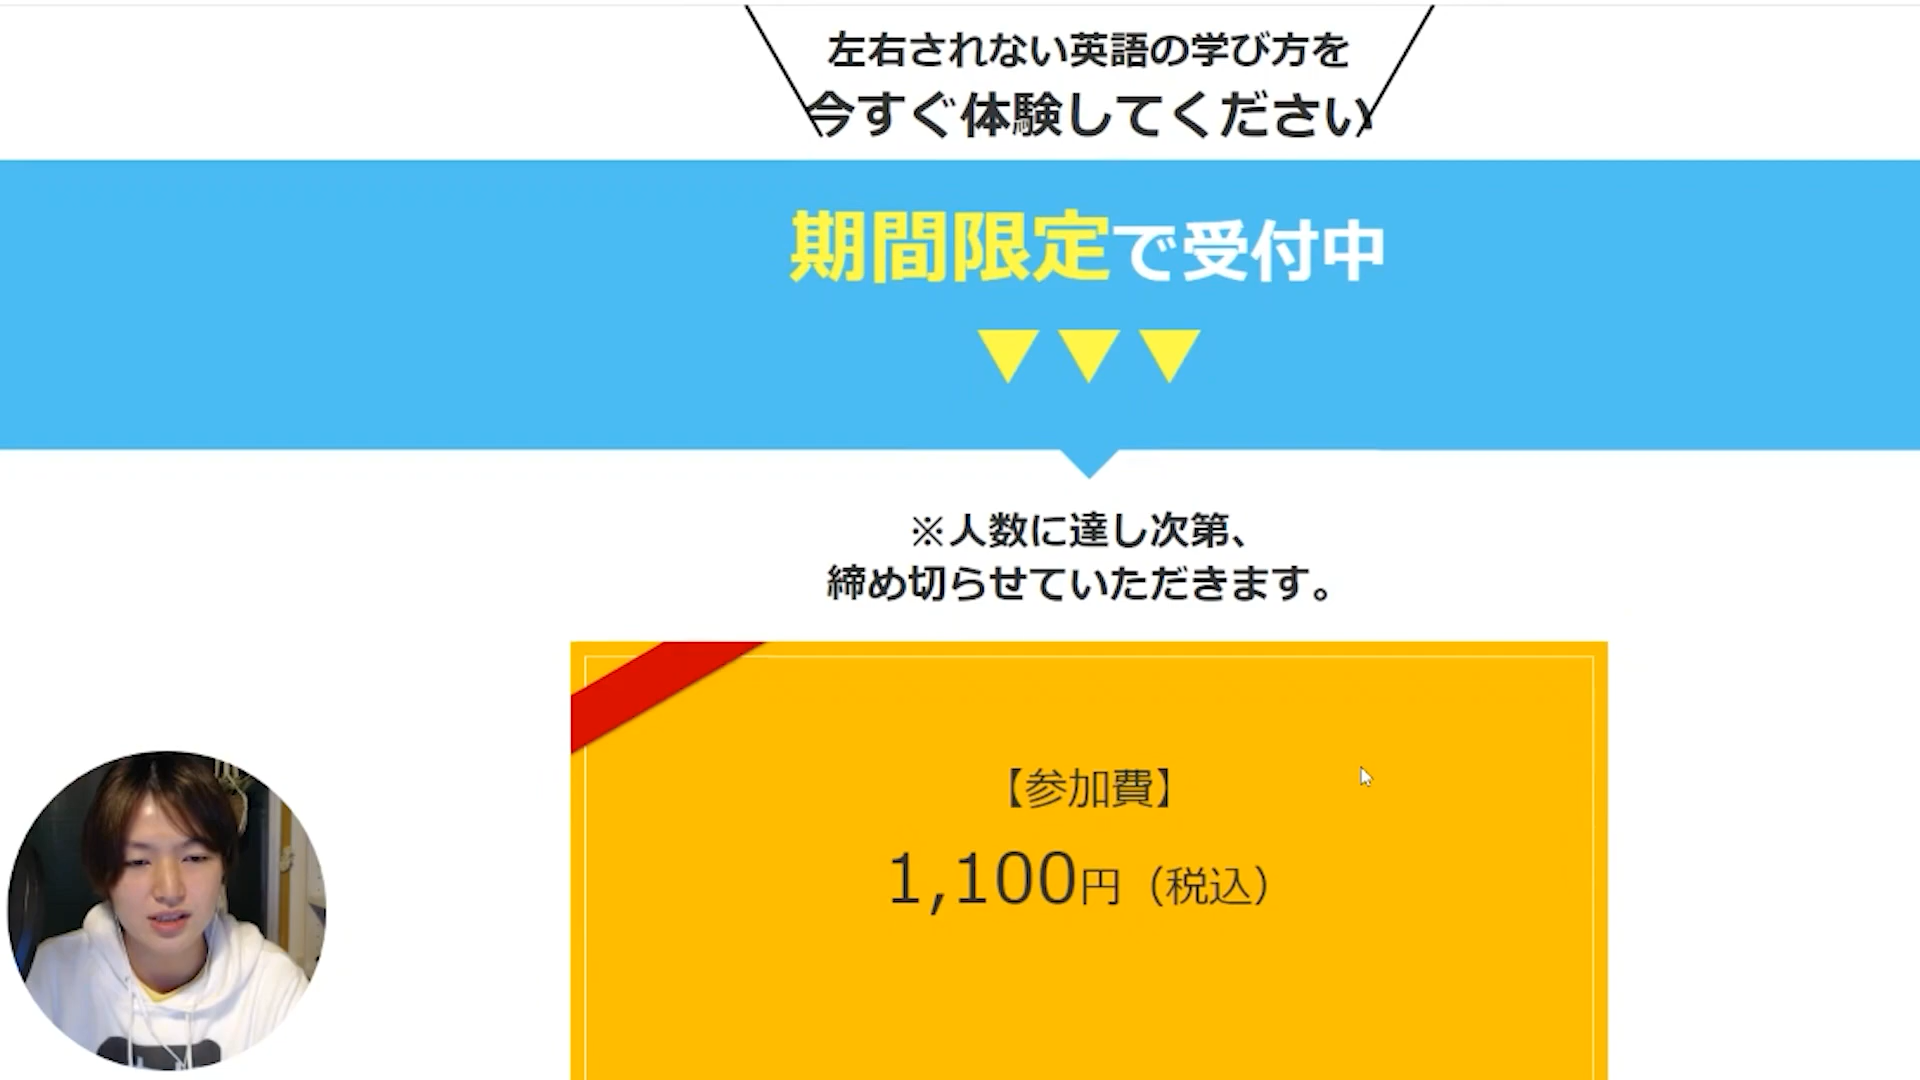 左右されない英語の学び方を
今すぐ体験してください
期間限定で受付中
※人数に達し次第、
締め切らせていただきます。
【参加費】
1,100円（税込）